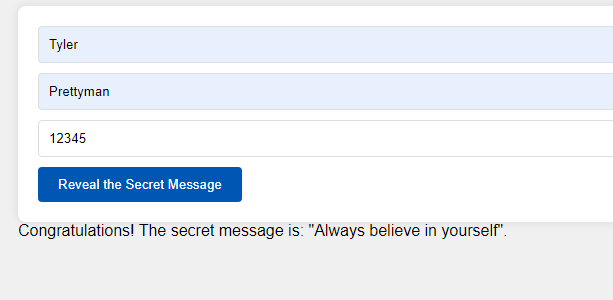 Tyler
Prettyman
12345
Reveal the Secret Message
Congratulations! The secret message is: "Always believe in yourself".